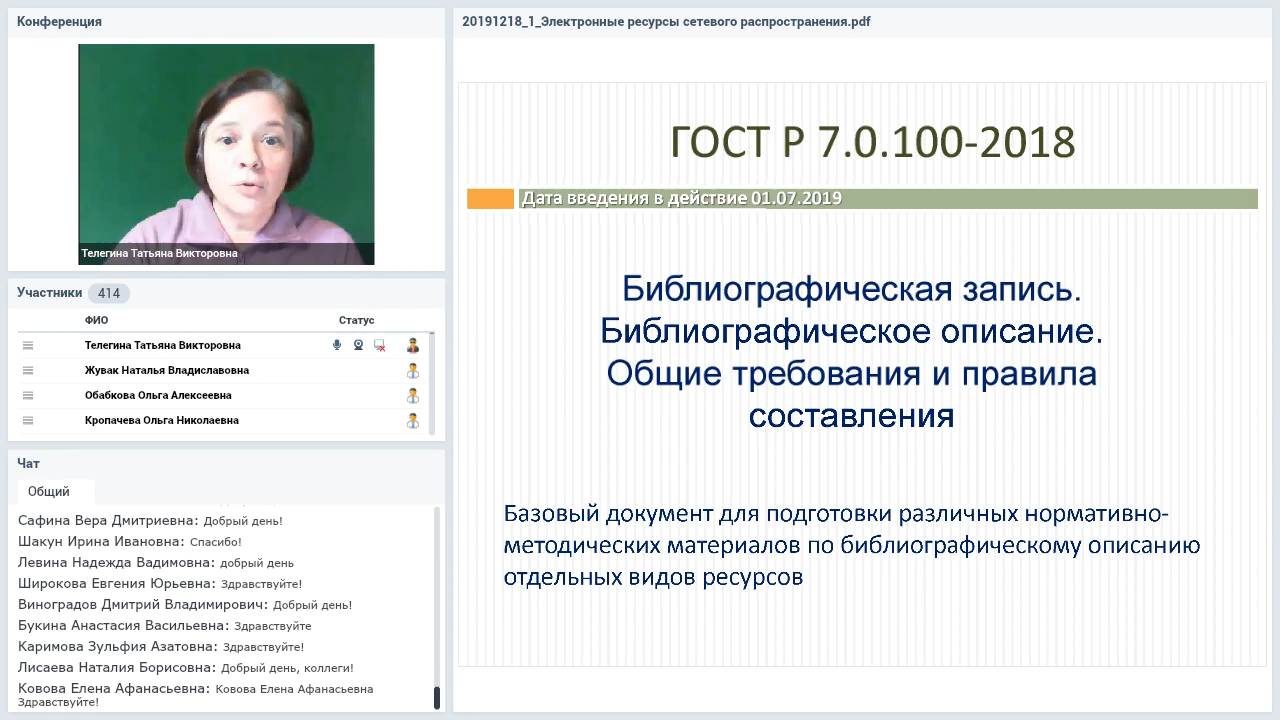 Конференция
Телегина Татьяна Викторовна
Участники 414
ФИО Статус
Телегина Татьяна Викторовна
Жувак Наталья Владиславовна
Обабкова Ольга Алексеевна
Кропачева Ольга Николаевна
Чат
Общий
Сафина Вера Дмитриевна: Добрый день!
Шакун Ирина Ивановна: Спасибо!
Левина Надежда Вадимовна: добрый день
Широкова Евгения Юрьевна: Здравствуйте!
Виноградов Дмитрий Владимирович: Добрый день!
Букина Анастасия Васильевна: Здравствуйте
Каримова Зульфия Азатовна: Здравствуйте!
Лисаева Наталия Борисовна: Добрый день, коллеги!
Ковова Елена Афанасьевна: Ковова Елена Афанасьевна
Здравствуйте!
20191218_1_Электронные ресурсы сетевого распространения.pdf
ГОСТ Р 7.0.100-2018
Дата введения в действие 01.07.2019
Библиографическая запись.
Библиографическое описание.
Общие требования и правила
составления
Базовый документ для подготовки различных нормативно-
методических материалов по библиографическому описанию
отдельных видов ресурсов